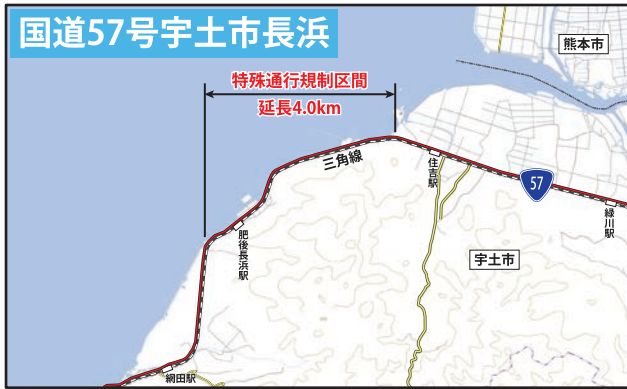 国道57号宇土市長浜
熊本市
特殊通行規制区間
延長4.0km
三角線
住吉駅
57
緑川駅
肥後長浜駅
宇土市
網田駅